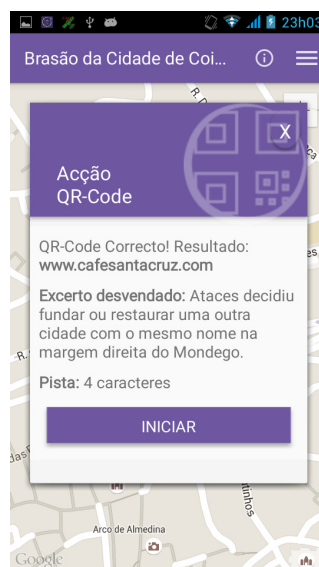 23h03
Brasão da Cidade de Coi...
R. D
X
Acção
QR-Code
QR-Code Correcto! Resultado:
www.cafesantacruz.com
Excerto desvendado: Ataces decidiu
fundar ou restaurar uma outra
cidade com o mesmo nome na
margem direita do Mondego.
R.
Pista: 4 caracteres
INICIAR
das
tinhos
Arco de Almedina
Google